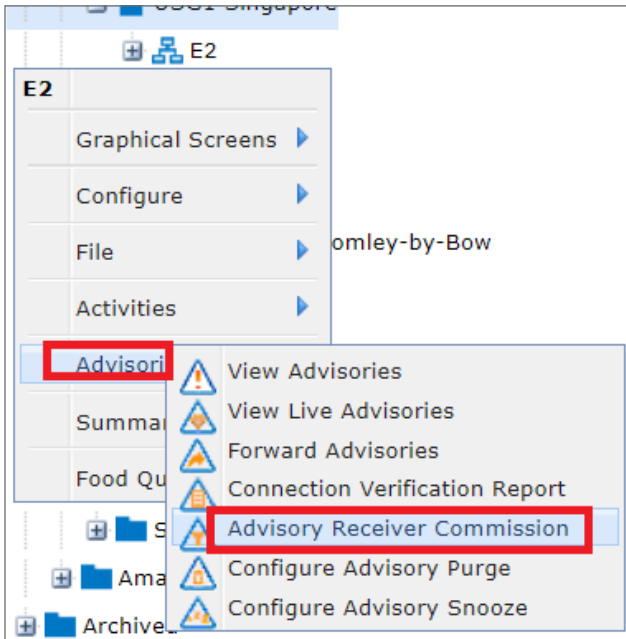 Singapore
E2
E2
Graphical Screens
Configure
File
omley-by-Bow
Activities
Advisori
View Advisories
View Live Advisories
Summar
Forward Advisories
Food Qu
Connection Verification Report
S
Advisory Receiver Commission
Ama
Configure Advisory Purge
Configure Advisory Snooze
Archived